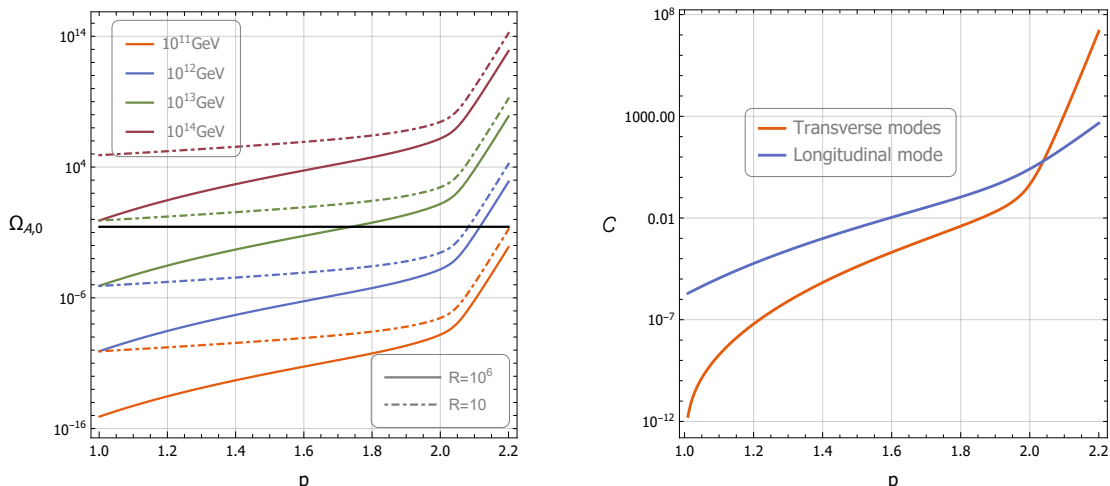 10¹⁴
10⁴
10⁻⁶
10⁻¹⁶
Ω𝐴,0
10¹¹GeV
10¹²GeV
10¹³GeV
10¹⁴GeV
R=10⁶
R=10
1.0 1.2 1.4 1.6 1.8 2.0 2.2
p
10⁸
1000.00
0.01
10⁻⁷
10⁻¹²
C
Transverse modes
Longitudinal mode
1.0 1.2 1.4 1.6 1.8 2.0 2.2
p